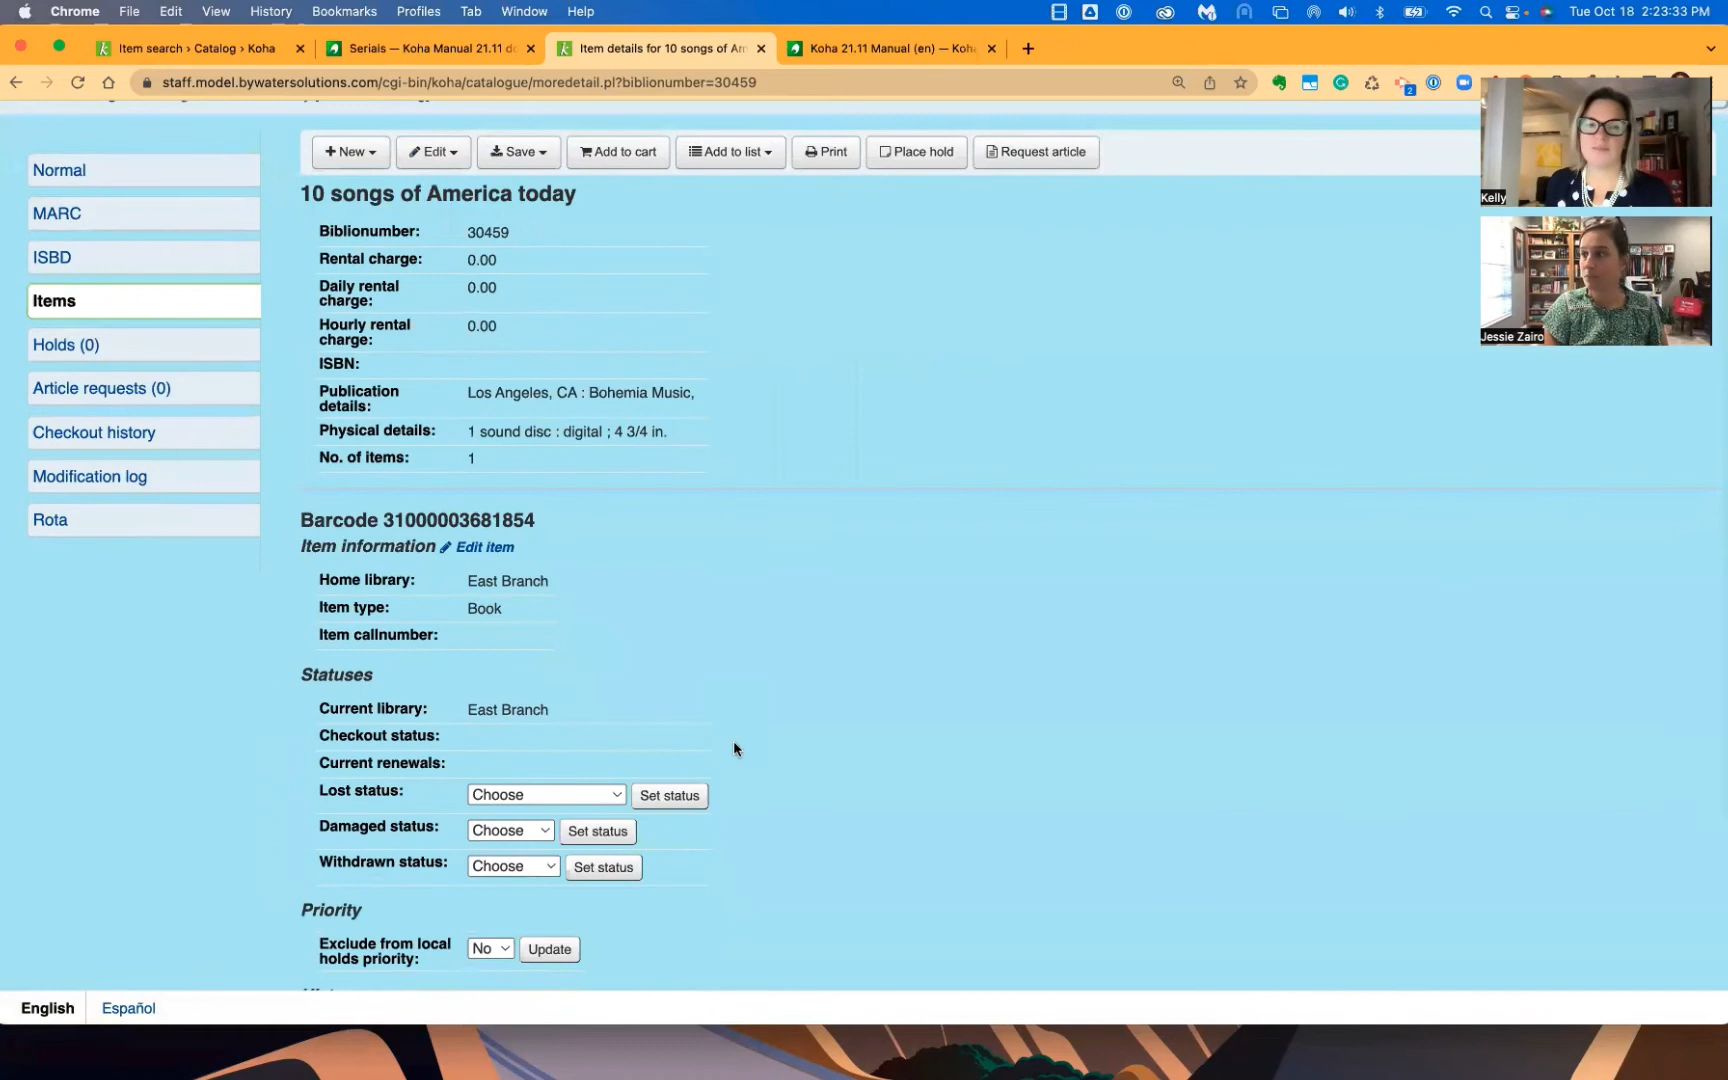 Chrome File Edit View History Bookmarks Profiles Tab Window Help Tue Oct 18 2:23:33 PM
Item search › Catalog › Koha Serials — Koha Manual 21.11 do Item details for 10 songs of Am Koha 21.11 Manual (en) — Koha
staff.model.bywatersolutions.com/cgi-bin/koha/catalogue/moredetail.pl?biblionumber=30459 2
New Edit Save Add to cart Add to list Print Place hold Request article
Kelly
Jessie Zairo
Normal
MARC
ISBD
Items
Holds (0)
Article requests (0)
Checkout history
Modification log
Rota
10 songs of America today
Biblionumber: 30459
Rental charge: 0.00
Daily rental charge: 0.00
Hourly rental charge: 0.00
ISBN:
Publication details: Los Angeles, CA : Bohemia Music,
Physical details: 1 sound disc : digital ; 4 3/4 in.
No. of items: 1
Barcode 31000003681854
Item information Edit item
Home library: East Branch
Item type: Book
Item callnumber:
Statuses
Current library: East Branch
Checkout status:
Current renewals:
Lost status: Choose Set status
Damaged status: Choose Set status
Withdrawn status: Choose Set status
Priority
Exclude from local holds priority: No Update
English Español